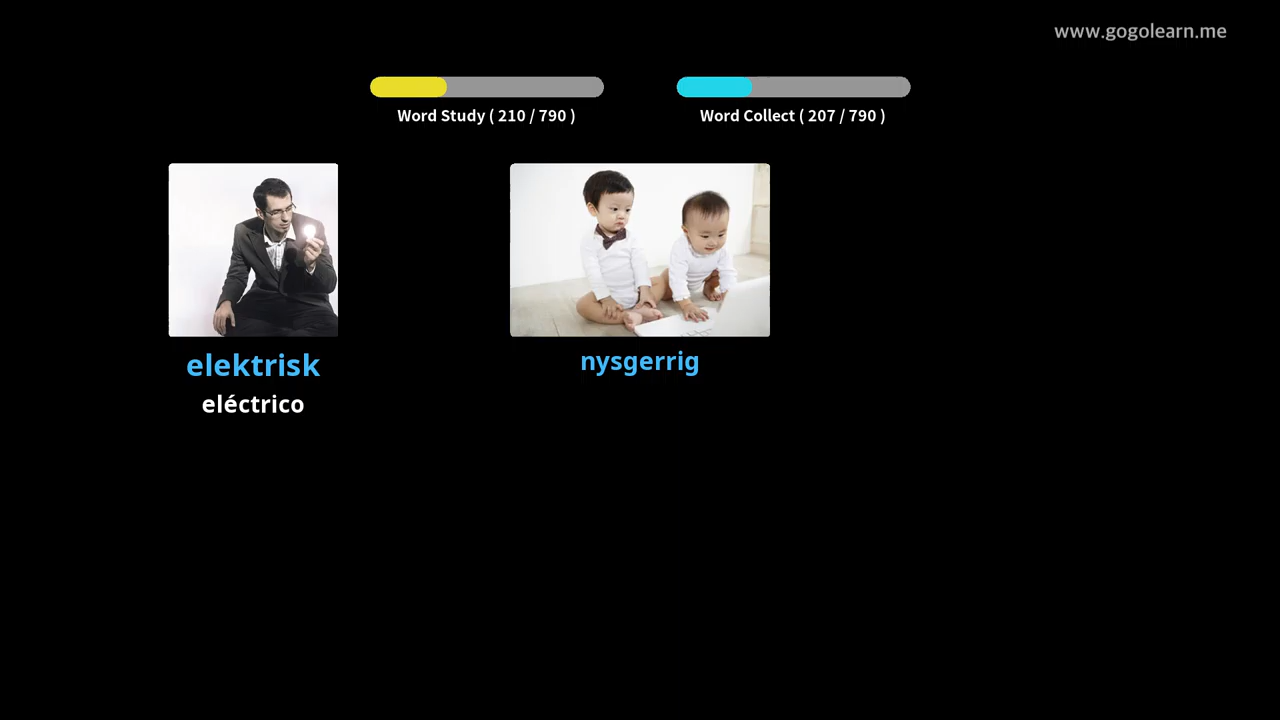 www.gogolearn.me
Word Study ( 210 / 790 )
Word Collect ( 207 / 790 )
elektrisk
eléctrico
nysgerrig